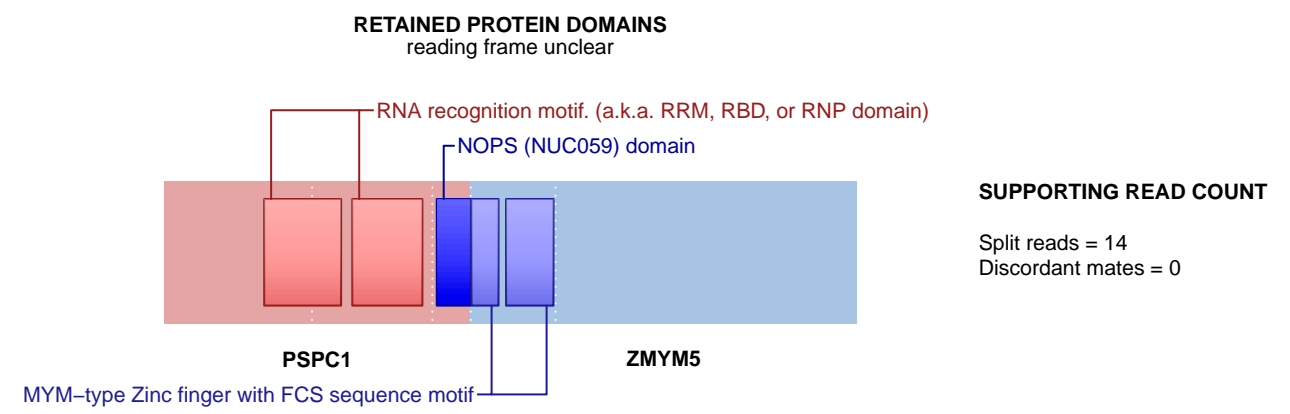 RETAINED PROTEIN DOMAINS
reading frame unclear
RNA recognition motif. (a.k.a. RRM, RBD, or RNP domain)
NOPS (NUC059) domain
SUPPORTING READ COUNT
Split reads = 14
Discordant mates = 0
PSPC1
ZMYM5
MYM−type Zinc finger with FCS sequence motif